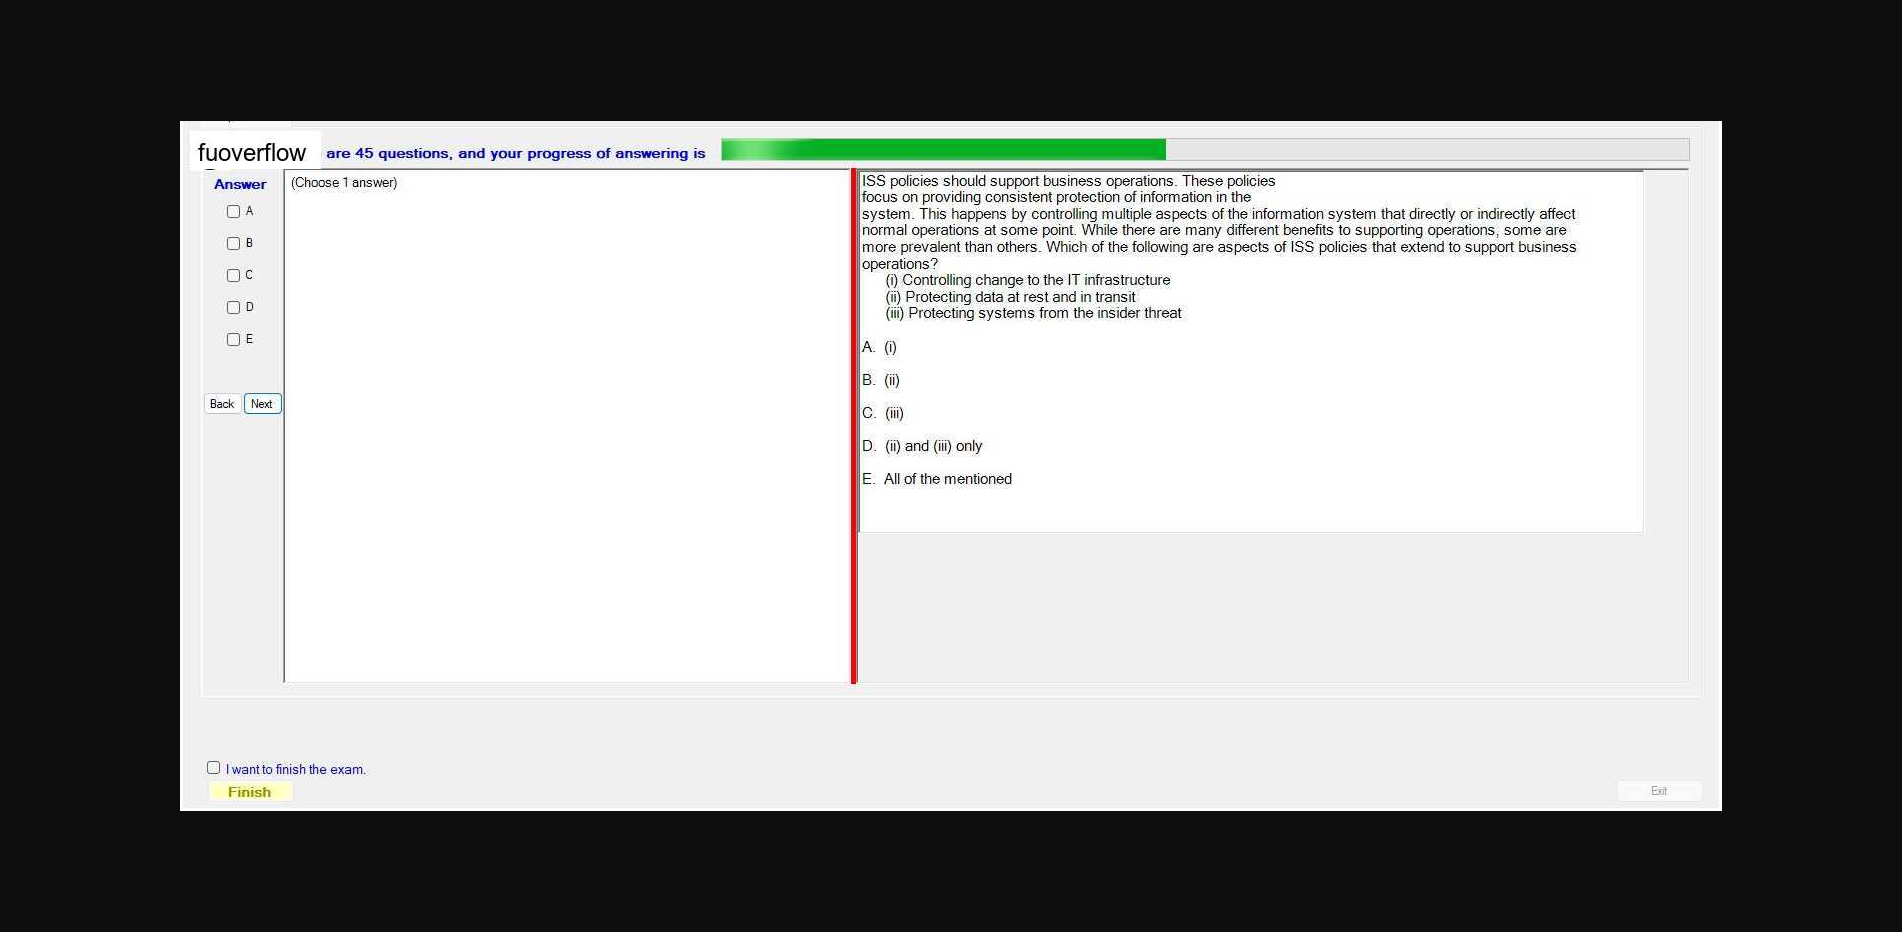 fuoverflow are 45 questions, and your progress of answering is
Answer
A
B
C
D
E
Back Next
(Choose 1 answer)
ISS policies should support business operations. These policies
focus on providing consistent protection of information in the
system. This happens by controlling multiple aspects of the information system that directly or indirectly affect
normal operations at some point. While there are many different benefits to supporting operations, some are
more prevalent than others. Which of the following are aspects of ISS policies that extend to support business
operations?
(i) Controlling change to the IT infrastructure
(ii) Protecting data at rest and in transit
(iii) Protecting systems from the insider threat
A. (i)
B. (ii)
C. (iii)
D. (ii) and (iii) only
E. All of the mentioned
I want to finish the exam.
Finish
Exit